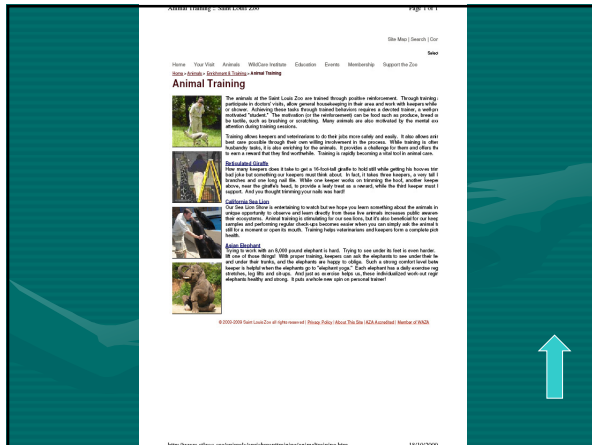 Animal Training :: Saint Louis Zoo Page 1 of 1
Site Map | Search | Con
Select
Home Your Visit Animals WildCare Institute Education Events Membership Support the Zoo
Home » Animals » Enrichment & Training » Animal Training
Animal Training
The animals at the Saint Louis Zoo are trained through positive reinforcement. Through training
participate in doctors' visits, allow general housekeeping in their area and work with keepers while
or shower. Achieving these tasks through trained behaviors requires a devoted trainer, a well-pr
motivated "student." The motivation (or the reinforcement) can be food such as produce, bread o
be tactile, such as brushing or scratching. Many animals are also motivated by the mental
attention during training sessions.
Training allows keepers and veterinarians to do their jobs more safely and easily. It also allows
best care possible through their own willing involvement in the process. While training is often
husbandry tasks, it is also enriching for the animals. It provides a challenge for them and offers
to earn a reward that they find worthwhile. Training is rapidly becoming a vital tool in animal care.
Reticulated Giraffe
How many keepers does it take to get a 16-foot-tall giraffe to hold still while getting his hooves trim
bad joke but something our keepers must think about. In fact, it takes three keepers, a very tall
branches and one long nail file. While one keeper works on trimming the hoof, another keepe
above, near the giraffe's head, to provide a leafy treat as a reward, while the third keeper must
support. And you thought trimming your nails was hard!
California Sea Lion
Our Sea Lion Show is entertaining to watch but we hope you learn something about the animals
unique opportunity to observe and learn directly from these live animals increases public awaren
their ecosystems. Animal training is stimulating for our sea lions, but it's also beneficial for our keep
samples and performing regular check-ups becomes easier when you can simply ask the animal t
still for a moment or open its mouth. Training helps veterinarians and keepers form a complete
health.
Asian Elephant
Trying to work with an 8,000 pound elephant is hard. Trying to see under its feet is even harder.
lift one of those things! With proper training, keepers can ask the elephants to see under their fe
and under their trunks, and the elephants are happy to oblige. Such a strong comfort level betw
keeper is helpful when the elephants go to "elephant yoga." Each elephant has a daily exercise reg
stretches, leg lifts and sit-ups. And just as exercise helps us, these individualized work-out regi
elephants healthy and strong. It puts a whole new spin on personal trainer!
© 2003-2009 Saint Louis Zoo all rights reserved | Privacy Policy | About This Site | AZA Accredited | Member of WAZA
18/10/2009